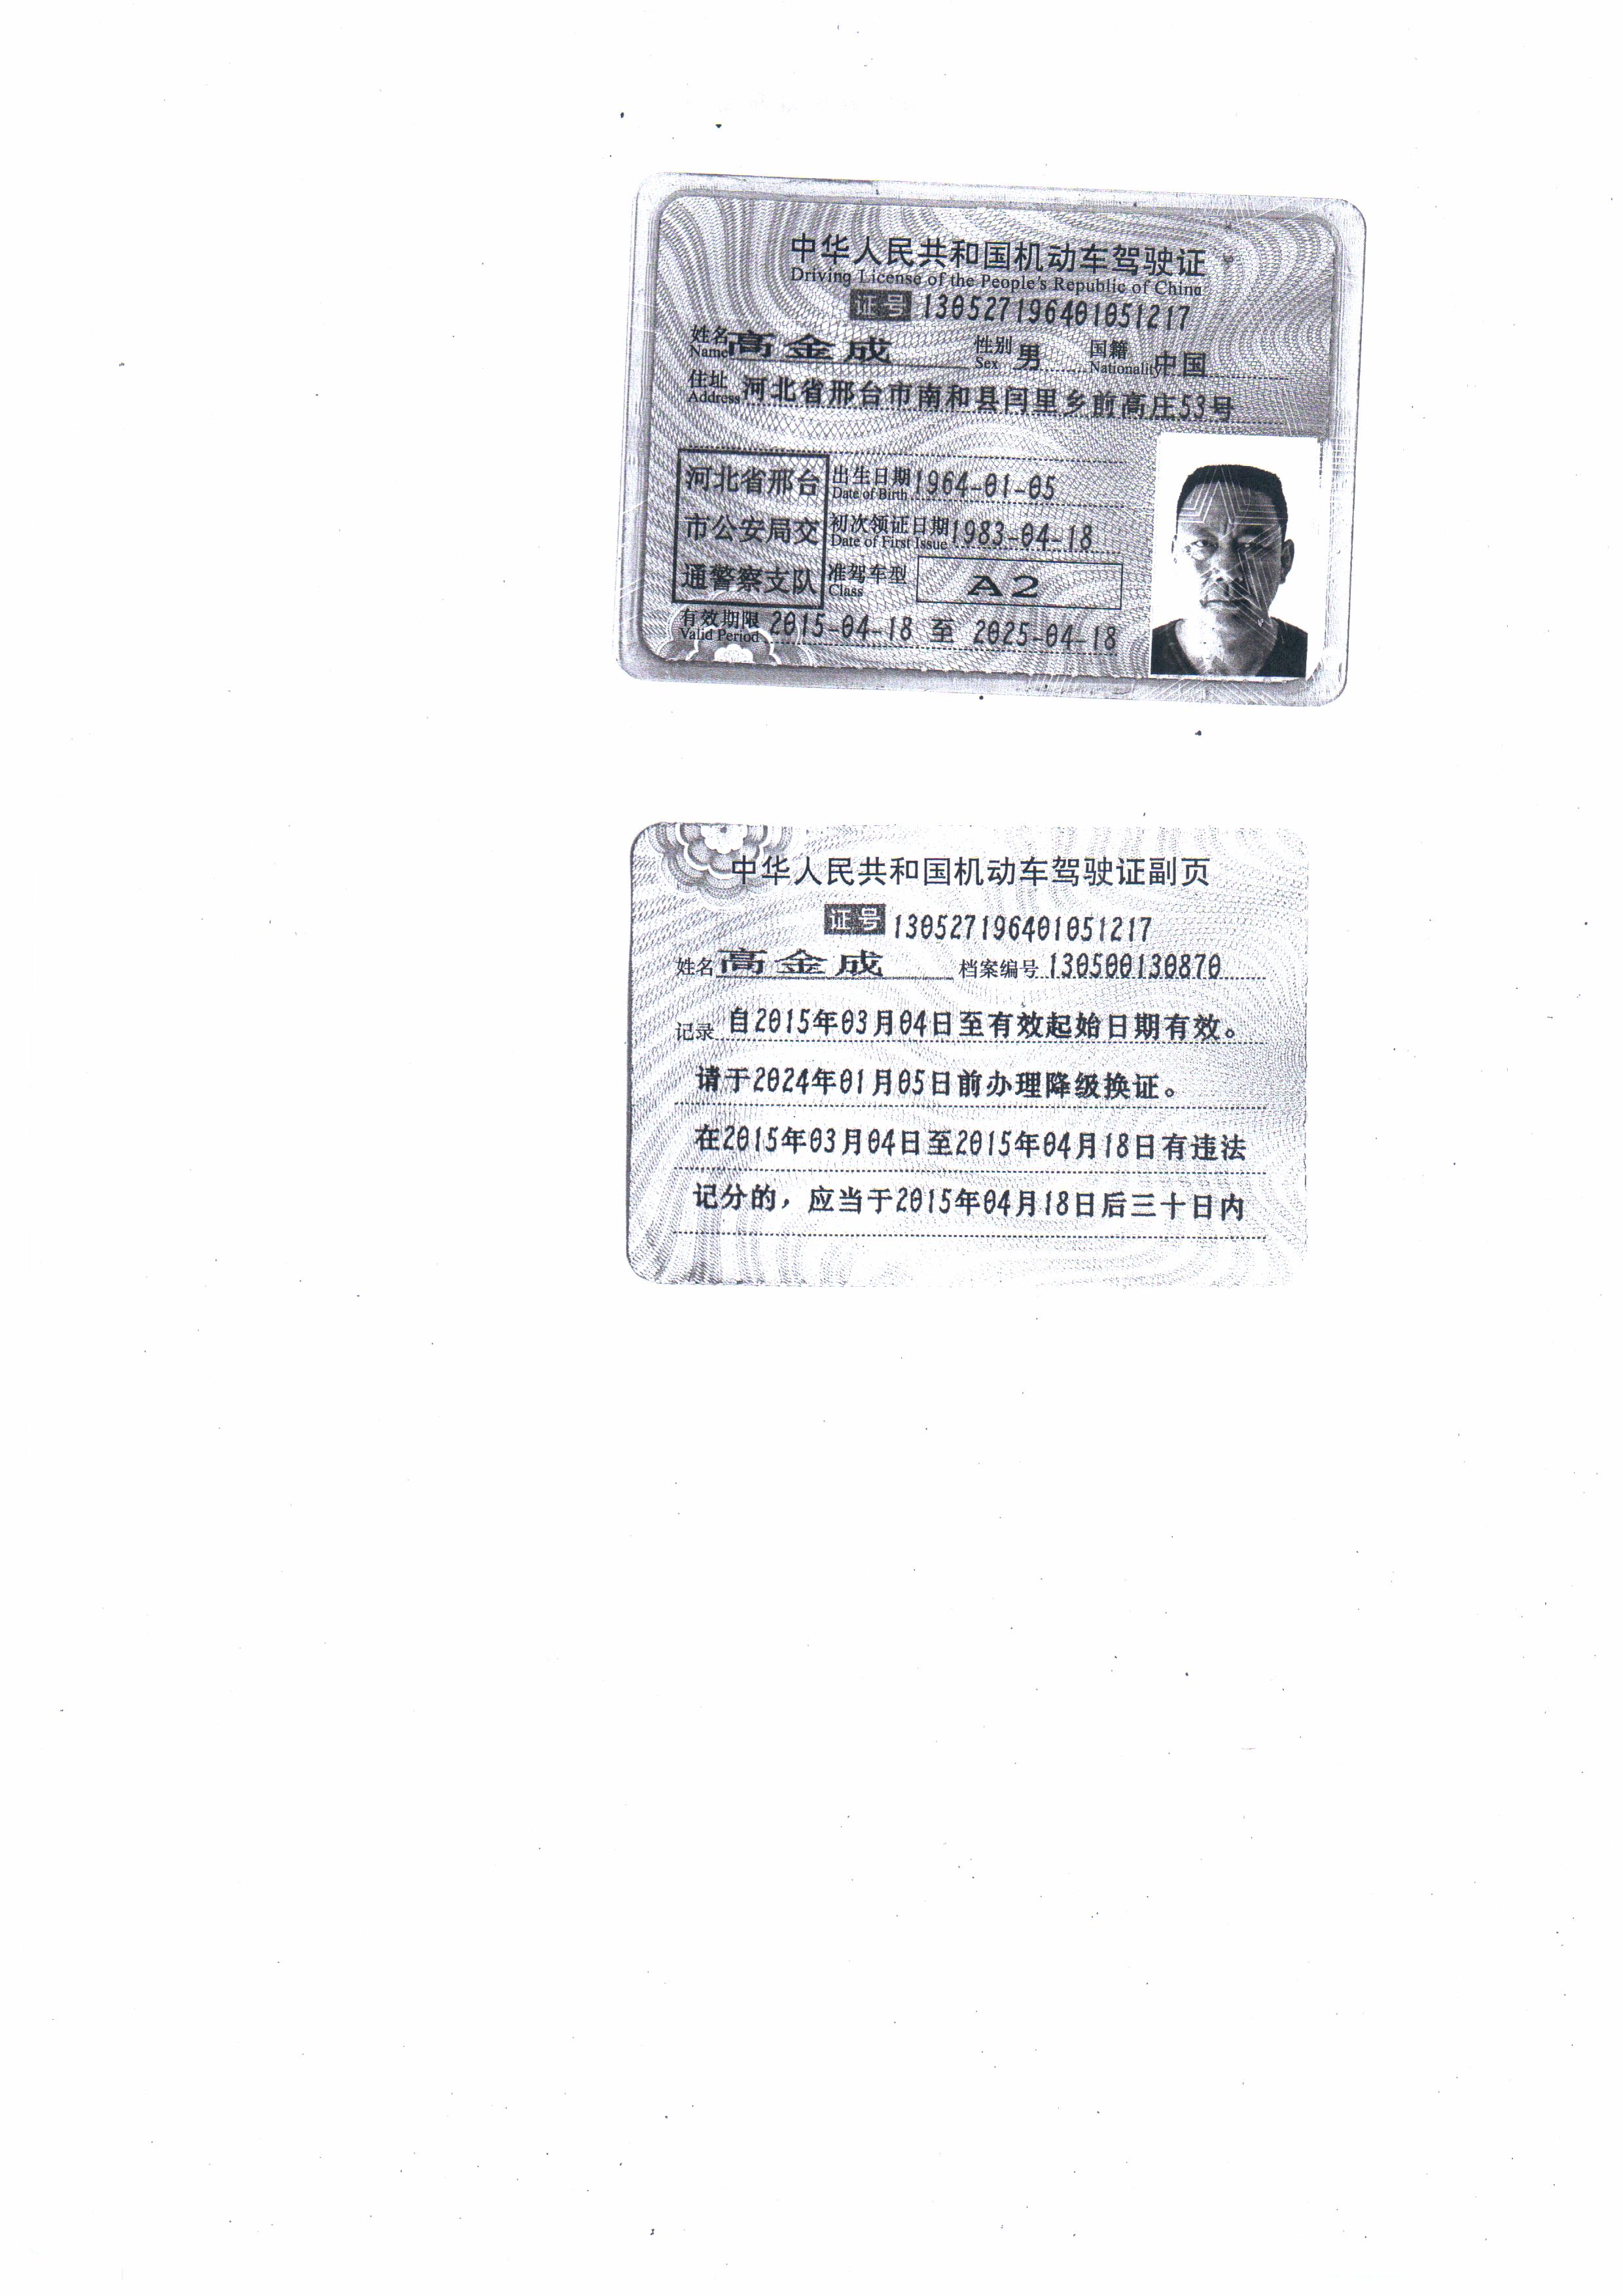 中华人民共和国机动车驾驶证
Driving License of the People's Republic of China
证号 130527196401051217
姓名 高金成 性别 男 国籍 中国
Name Sex Nationality
住址 河北省邢台市南和县闫里乡前高庄53号
Address
河北省邢台
市公安局交
通警察支队
出生日期 1964-01-05
Date of Birth
初次领证日期 1983-04-18
Date of First Issue
准驾车型 A2
Class
有效期限 2015-04-18 至 2025-04-18
Valid Period
中华人民共和国机动车驾驶证副页
证号 130527196401051217
姓名 高金成 档案编号 130500130870
记录 自2015年03月04日至有效起始日期有效。
请于2024年01月05日前办理降级换证。
在2015年03月04日至2015年04月18日有违法
记分的，应当于2015年04月18日后三十日内